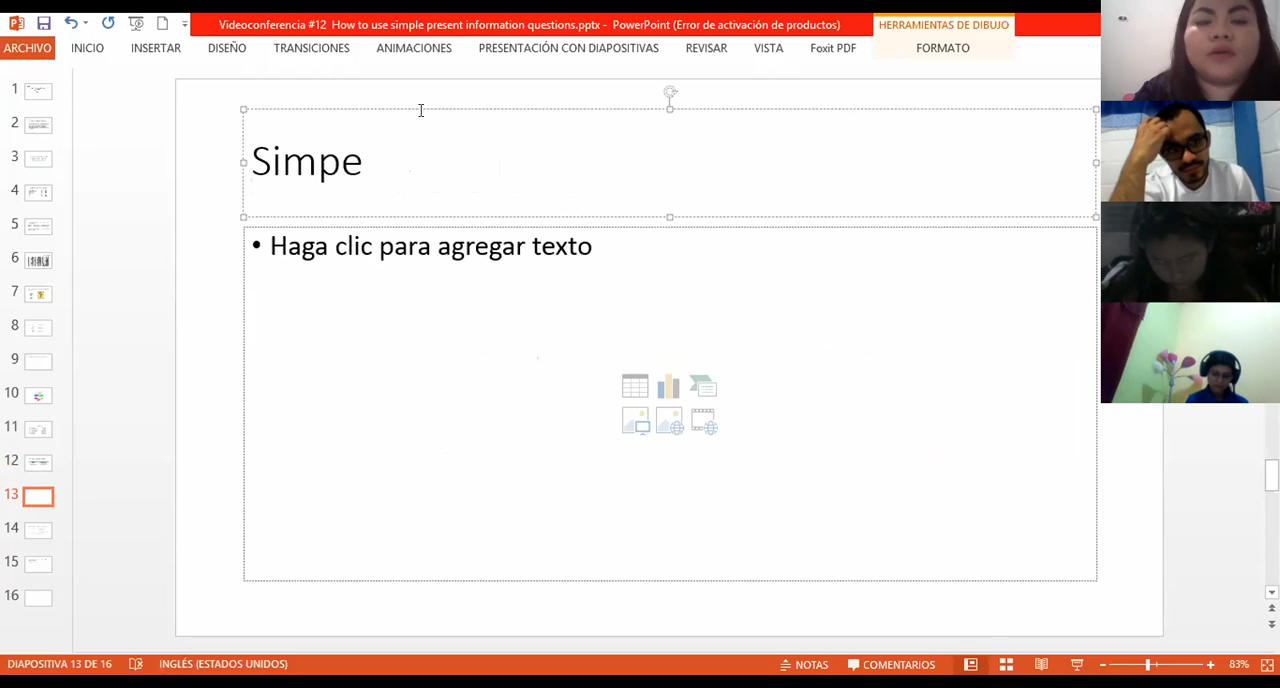 Videoconferencia #12 How to use simple present information questions.pptx - PowerPoint (Error de activación de productos)
HERRAMIENTAS DE DIBUJO
ARCHIVO INICIO INSERTAR DISEÑO TRANSICIONES ANIMACIONES PRESENTACIÓN CON DIAPOSITIVAS REVISAR VISTA Foxit PDF FORMATO
1
2
3
4
5
6
7
8
9
10
11
12
13
14
15
16
Simpe
• Haga clic para agregar texto
DIAPOSITIVA 13 DE 16 INGLÉS (ESTADOS UNIDOS) NOTAS COMENTARIOS 83%